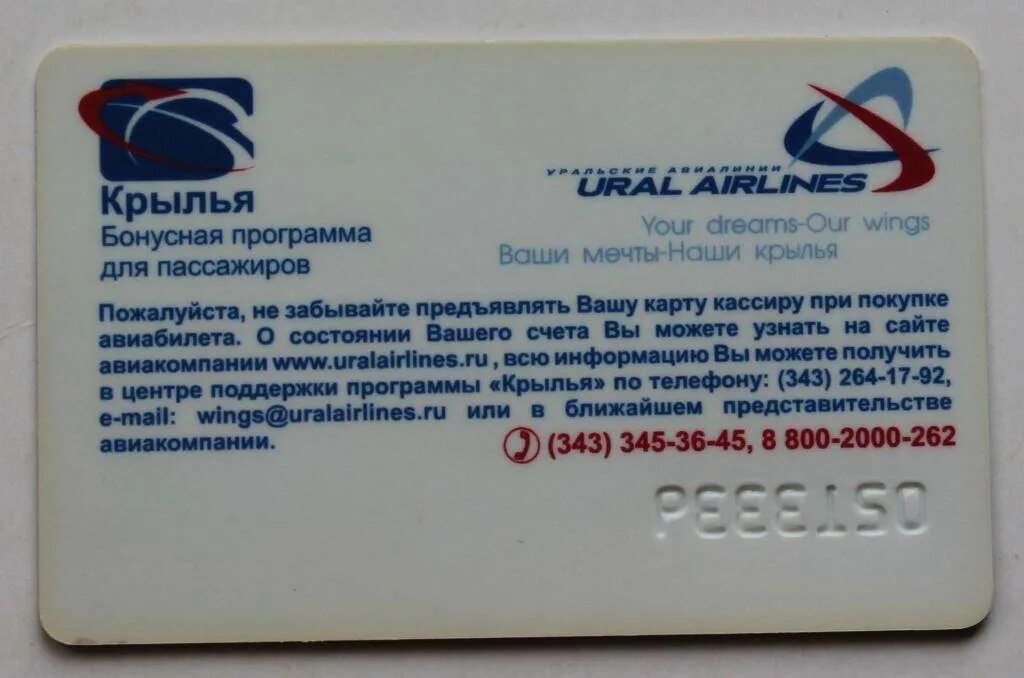 Крылья
Бонусная программа
для пассажиров
УРАЛЬСКИЕ АВИАЛИНИИ
URAL AIRLINES
Your dreams-Our wings
Ваши мечты-Наши крылья
Пожалуйста, не забывайте предъявлять Вашу карту кассиру при покупке
авиабилета. О состоянии Вашего счета Вы можете узнать на сайте
авиакомпании www.uralairlines.ru , всю информацию Вы можете получить
в центре поддержки программы «Крылья» по телефону: (343) 264-17-92,
e-mail: wings@uralairlines.ru или в ближайшем представительстве
авиакомпании.
(343) 345-36-45, 8 800-2000-262